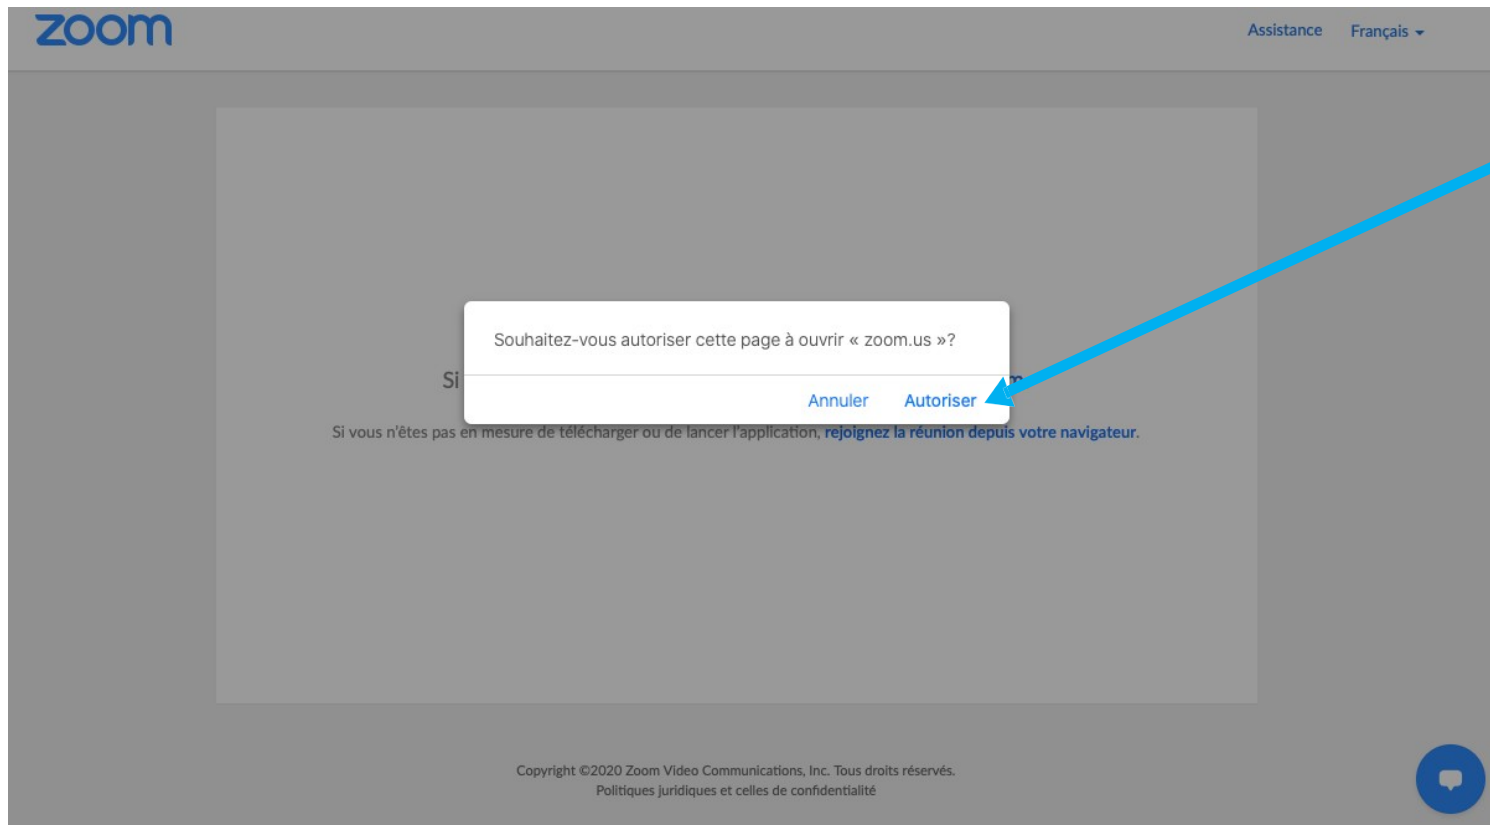 zoom
Assistance Français
Souhaitez-vous autoriser cette page à ouvrir « zoom.us »?
Si
Annuler Autoriser
Si vous n'êtes pas en mesure de télécharger ou de lancer l'application, rejoignez la réunion depuis votre navigateur.
Copyright ©2020 Zoom Video Communications, Inc. Tous droits réservés.
Politiques juridiques et celles de confidentialité